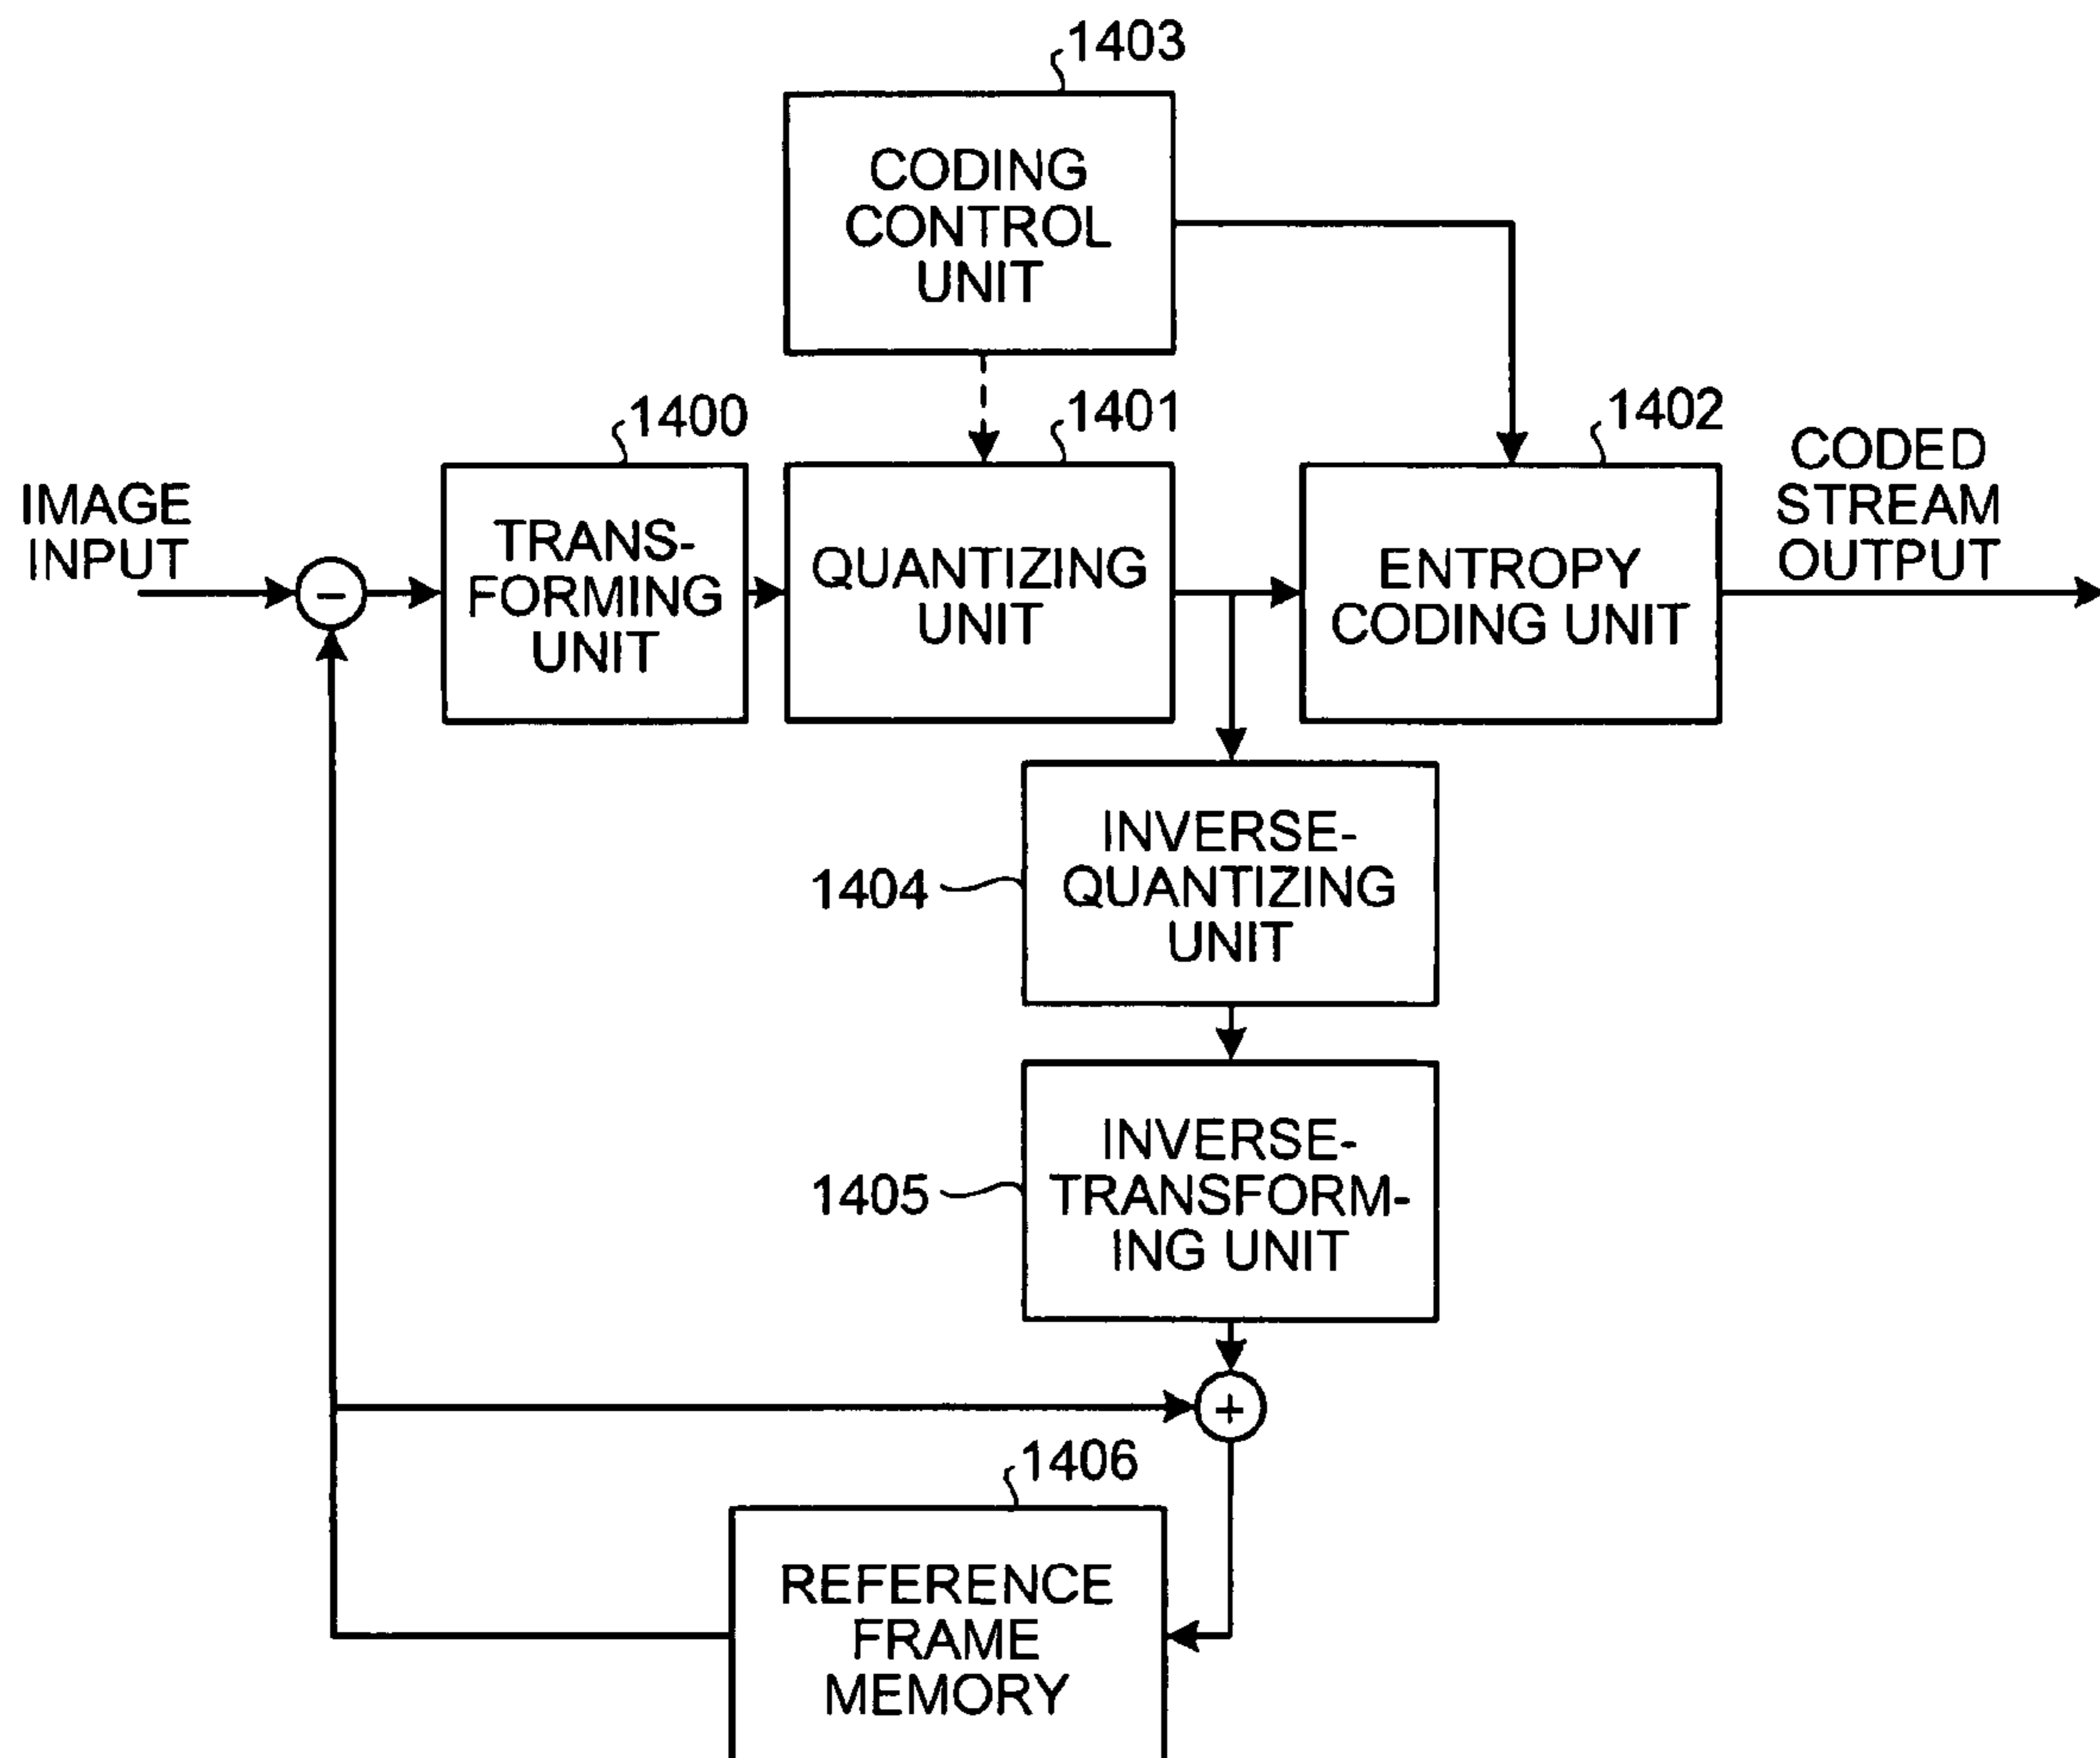 1403
CODING
CONTROL
UNIT
1400
1401
1402
IMAGE
INPUT
−
TRANS-
FORMING
UNIT
QUANTIZING
UNIT
ENTROPY
CODING UNIT
CODED
STREAM
OUTPUT
1404
INVERSE-
QUANTIZING
UNIT
1405
INVERSE-
TRANSFORM-
ING UNIT
+
1406
REFERENCE
FRAME
MEMORY